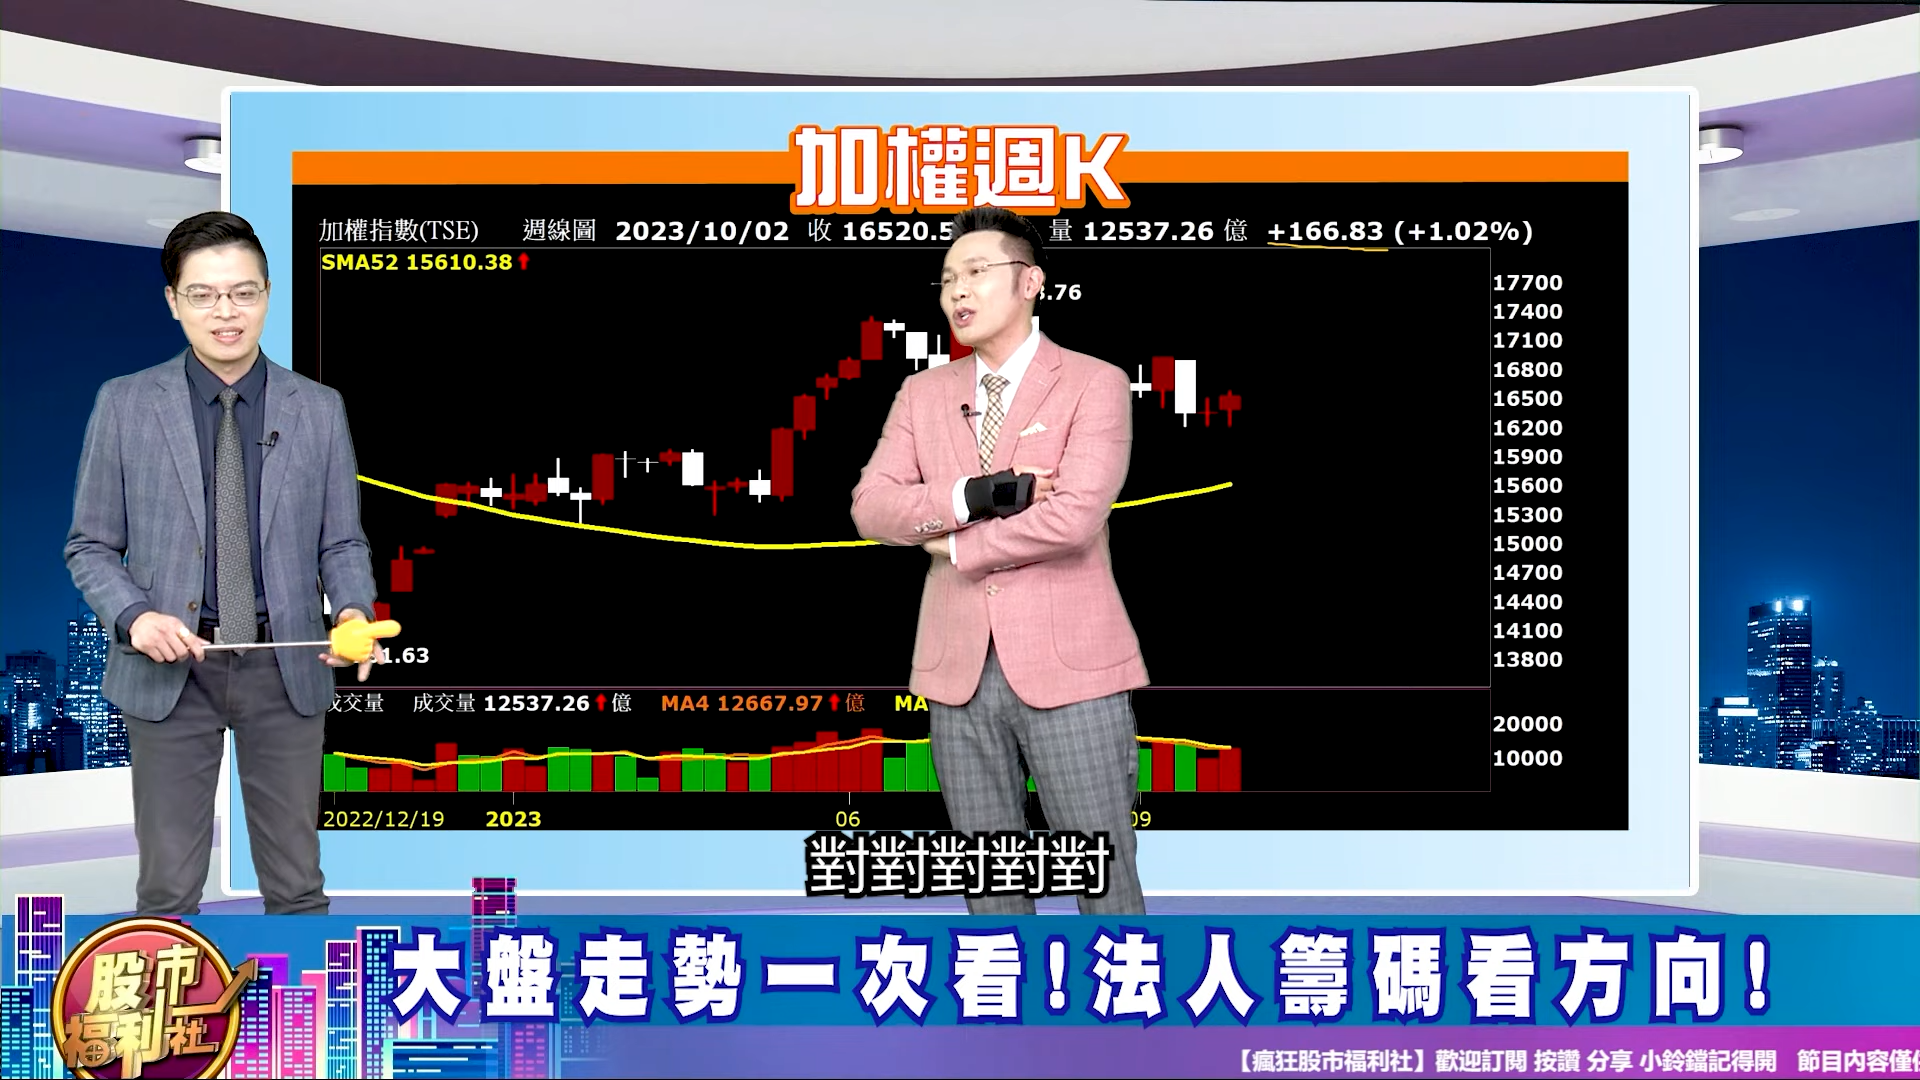 加權週K
加權指數(TSE) 週線圖 2023/10/02 收 16520.5 量 12537.26 億 +166.83 (+1.02%)
SMA52 15610.38
.76
17700
17400
17100
16800
16500
16200
15900
15600
15300
15000
14700
14400
14100
13800
1.63
成交量 成交量 12537.26 億 MA4 12667.97 億 MA
20000
10000
2022/12/19 2023 06 09
對對對對對
大盤走勢一次看!法人籌碼看方向!
股市福利社
【瘋狂股市福利社】歡迎訂閱 按讚 分享 小鈴鐺記得開 節目內容僅